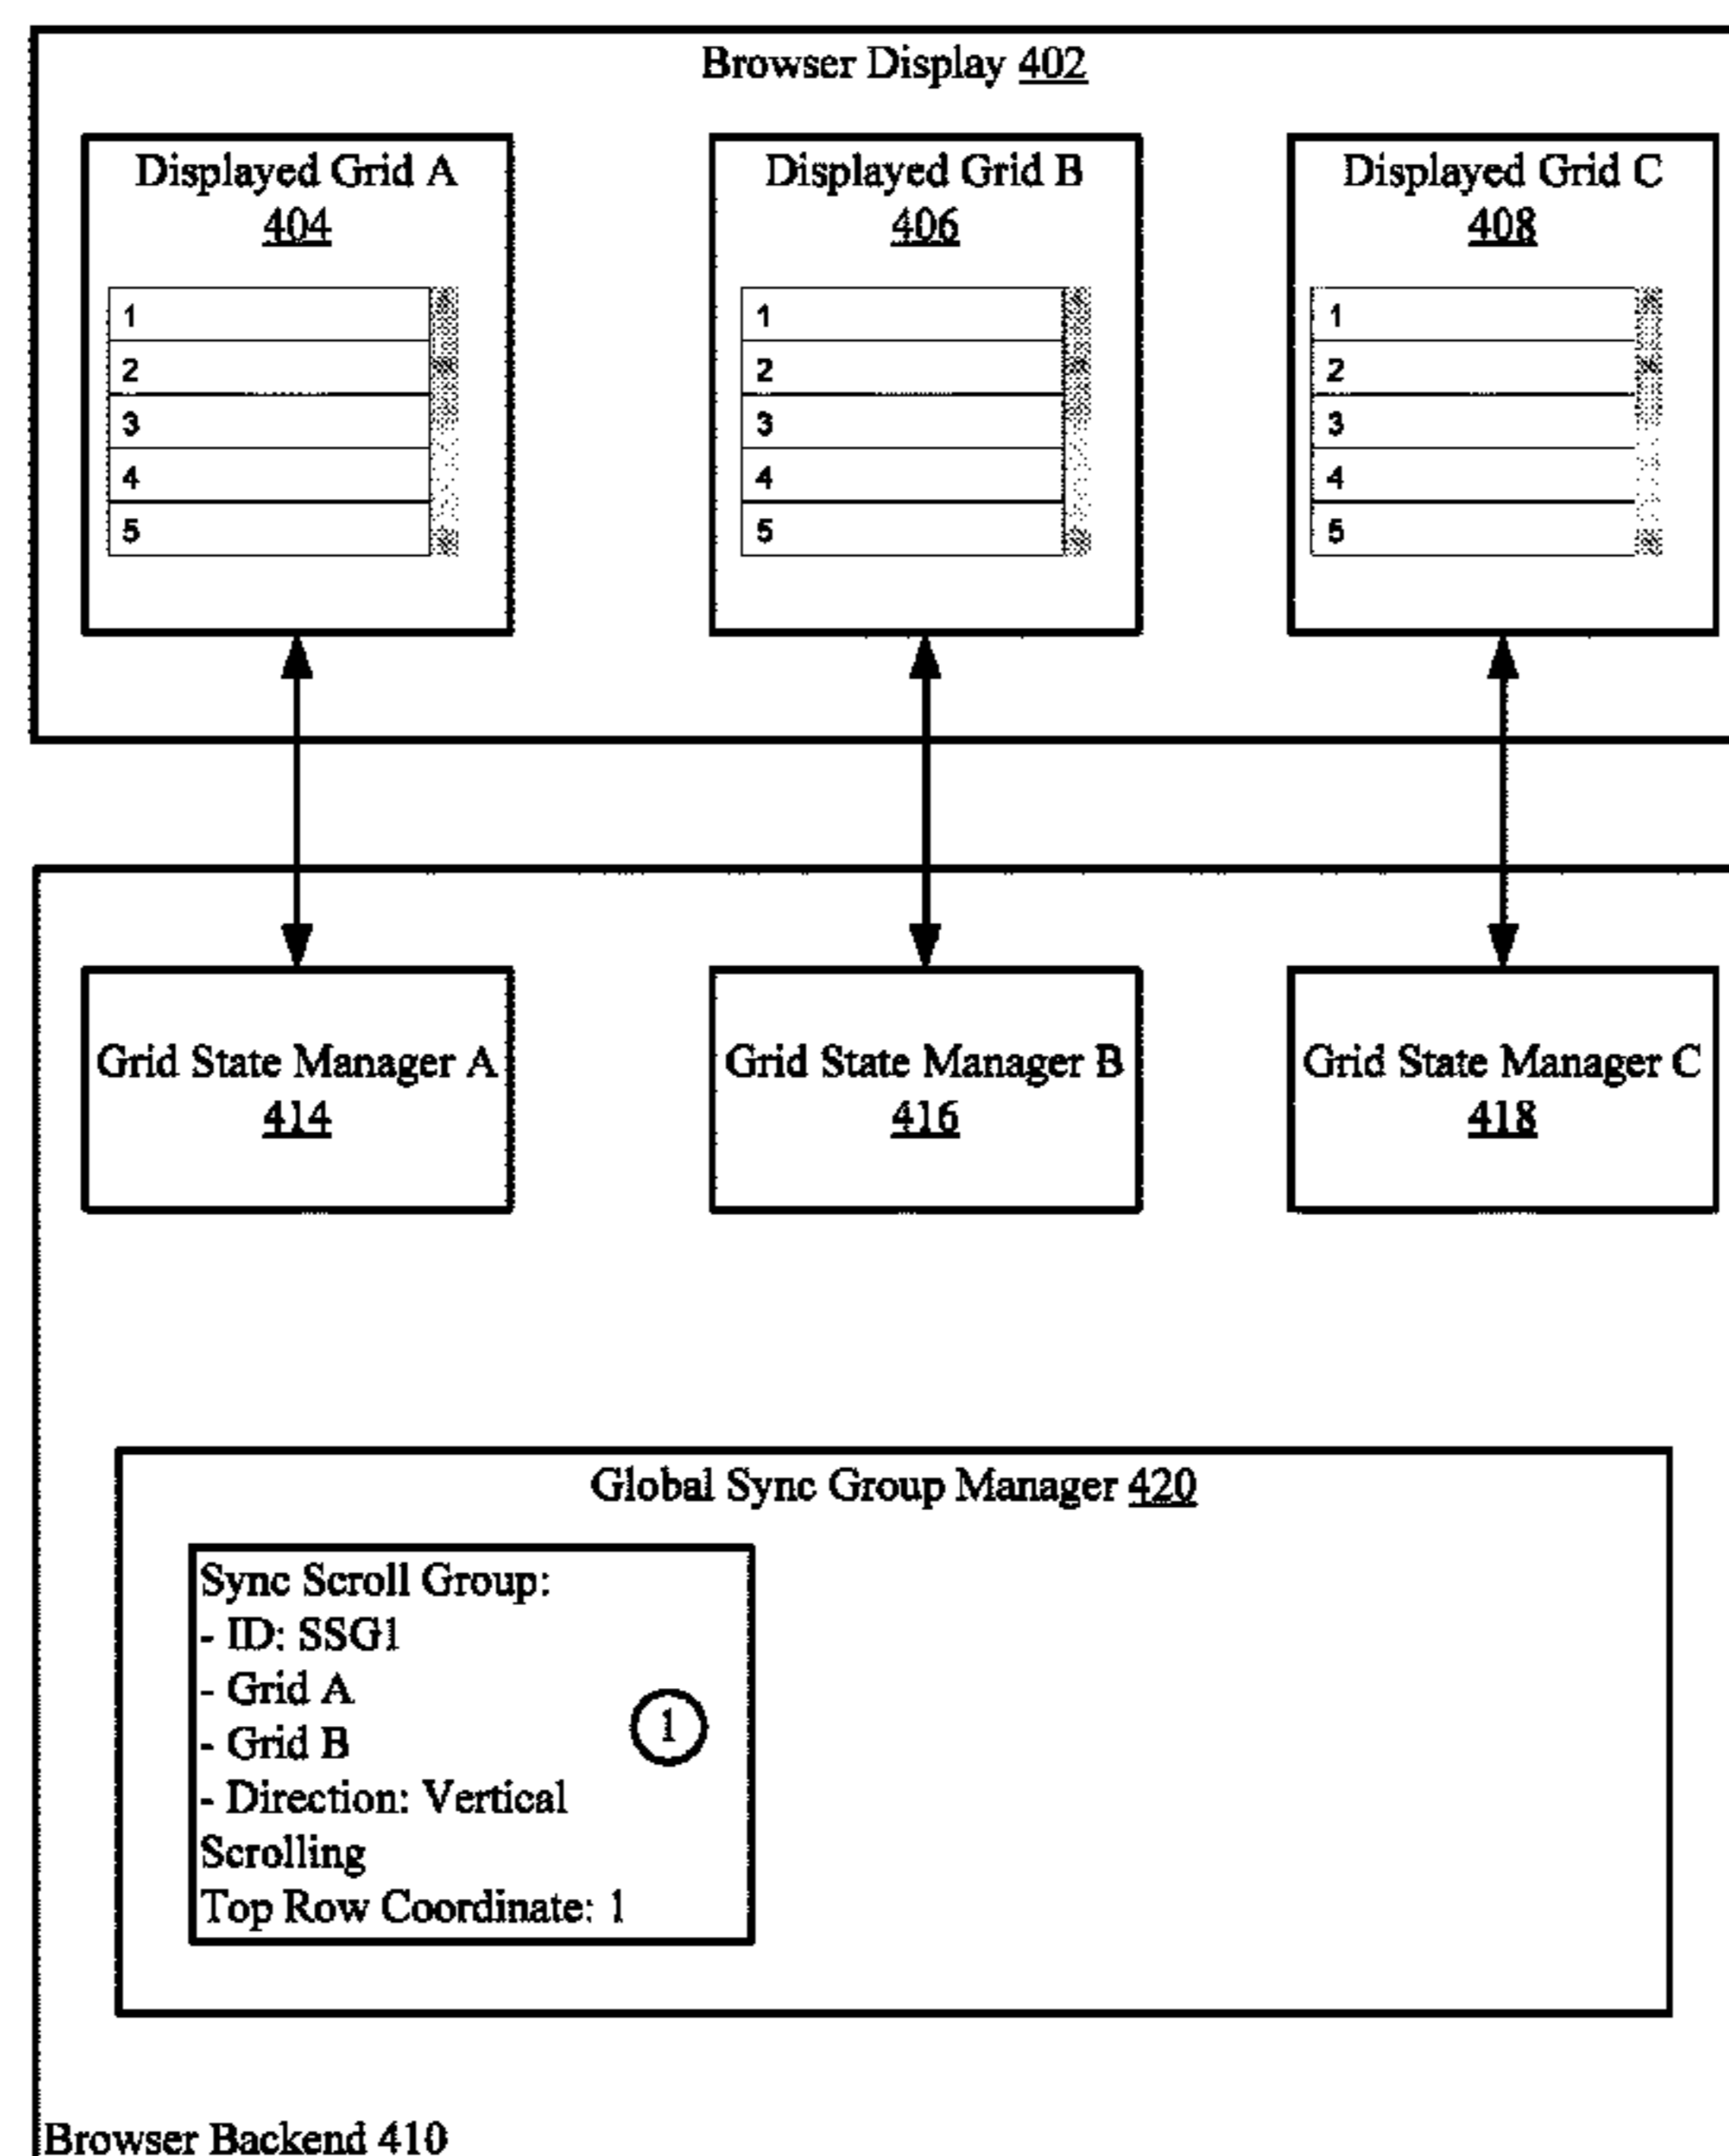 Browser Display 402
Displayed Grid A
404
1
2
3
4
5
Displayed Grid B
406
1
2
3
4
5
Displayed Grid C
408
1
2
3
4
5
Grid State Manager A
414
Grid State Manager B
416
Grid State Manager C
418
Global Sync Group Manager 420
Sync Scroll Group:
- ID: SSG1
- Grid A
- Grid B
- Direction: Vertical
Scrolling
Top Row Coordinate: 1
1
Browser Backend 410